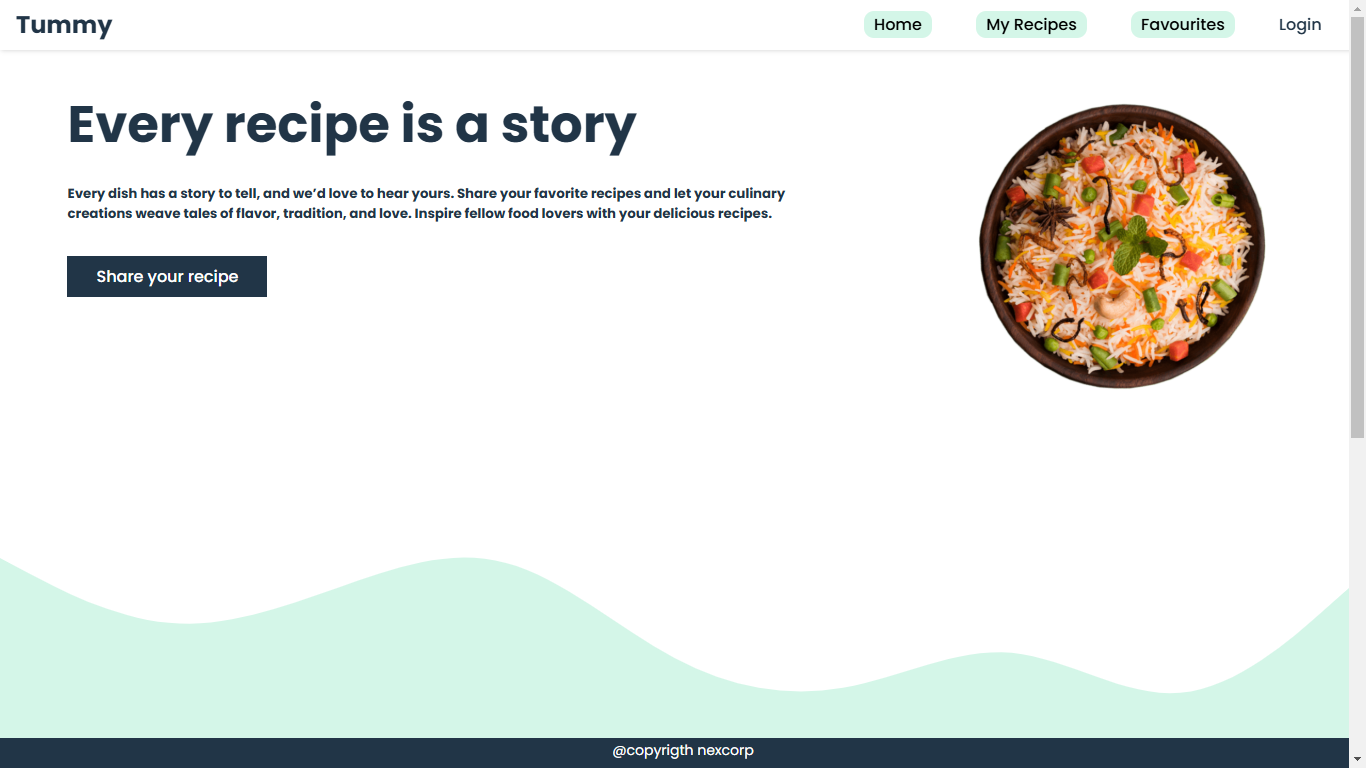 Tummy
Home
My Recipes
Favourites
Login
Every recipe is a story
Every dish has a story to tell, and we’d love to hear yours. Share your favorite recipes and let your culinary
creations weave tales of flavor, tradition, and love. Inspire fellow food lovers with your delicious recipes.
Share your recipe
@copyrigth nexcorp